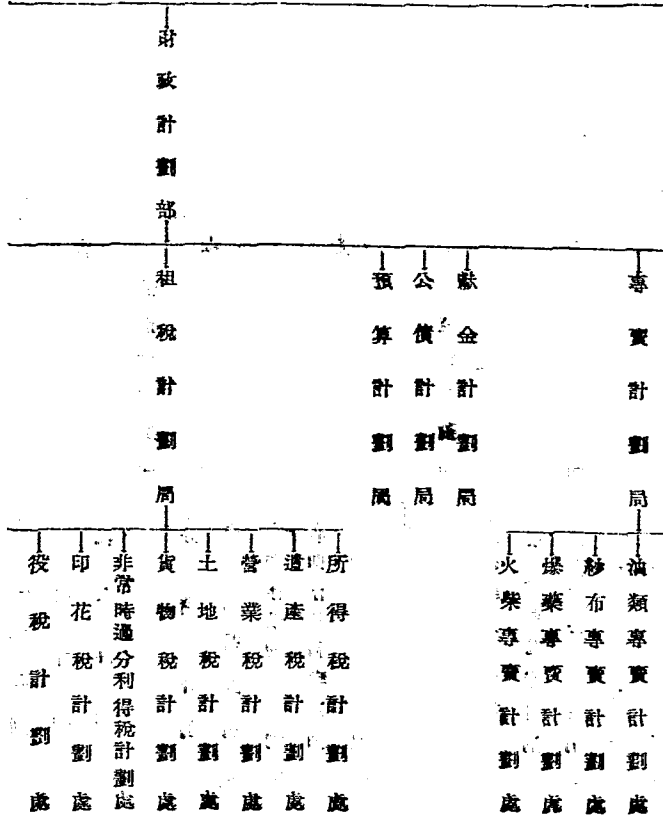 財政計劃部
專賣計劃局
獻金計劃局
公債計劃局
預算計劃局
租稅計劃局
油類專賣計劃處
紗布專賣計劃處
爆藥專賣計劃處
火柴專賣計劃處
所得稅計劃處
遺產稅計劃處
營業稅計劃處
土地稅計劃處
貨物稅計劃處
非常時過分利得稅計劃處
印花稅計劃處
役稅計劃處